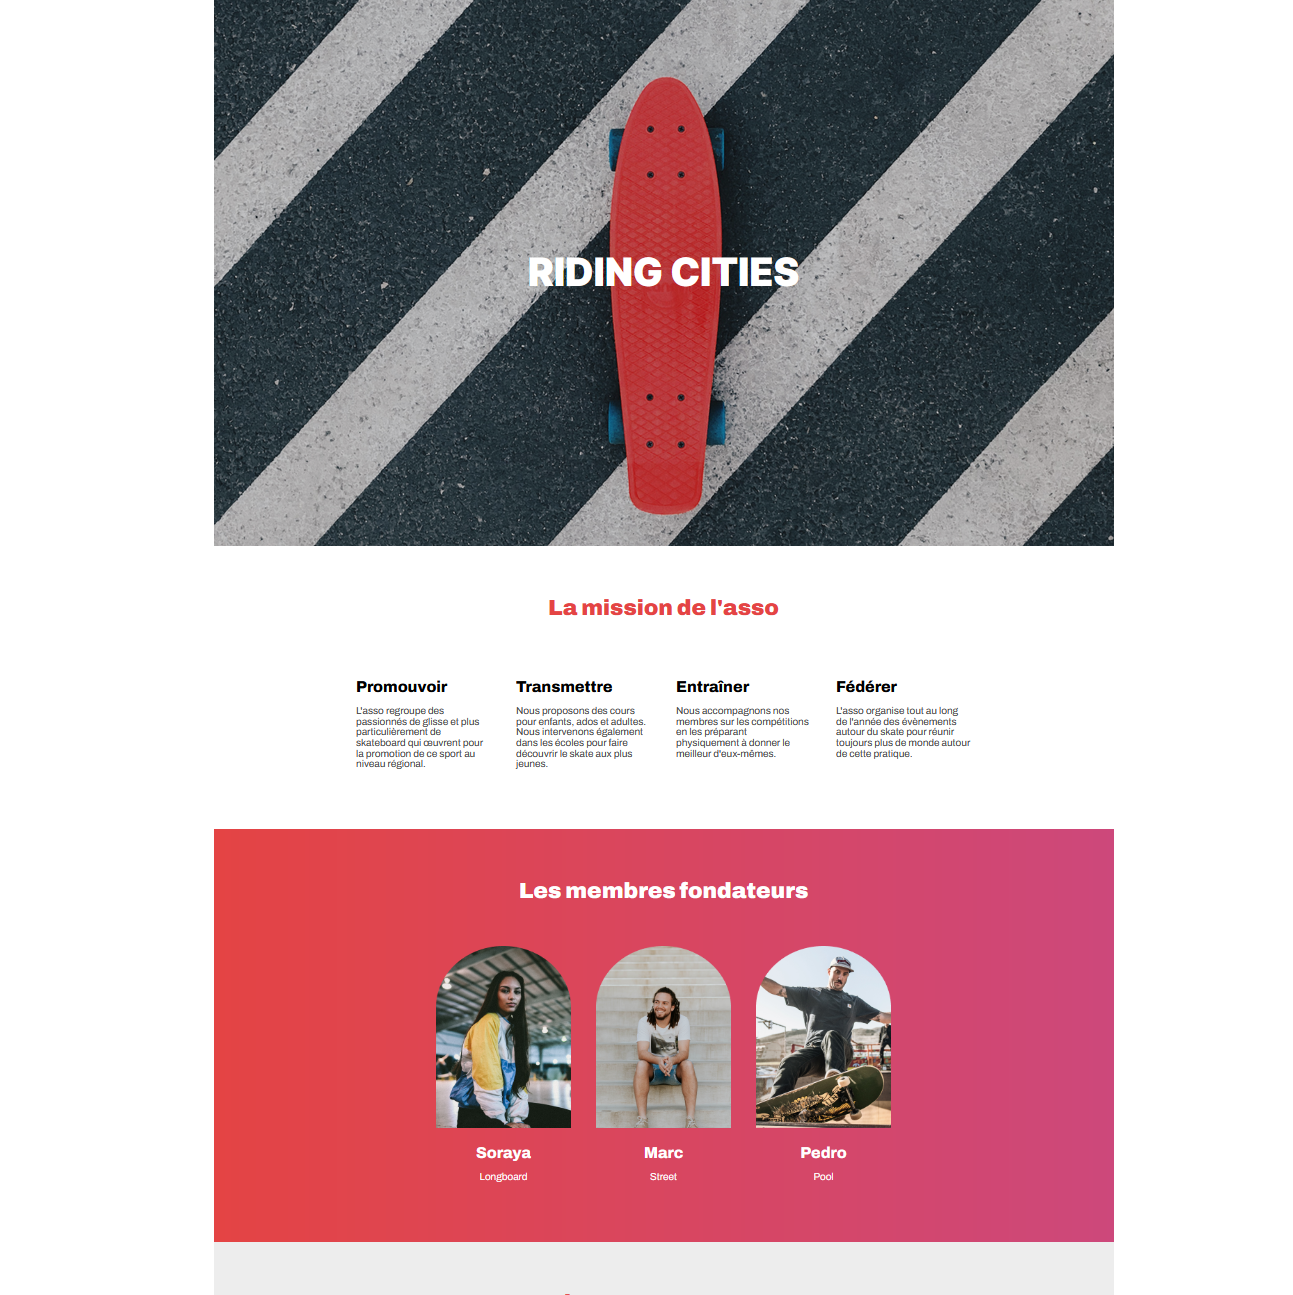 RIDING CITIES
La mission de l'asso
Promouvoir
L'asso regroupe des
passionnés de glisse et plus
particulièrement de
skateboard qui œuvrent pour
la promotion de ce sport au
niveau régional.
Transmettre
Nous proposons des cours
pour enfants, ados et adultes.
Nous intervenons également
dans les écoles pour faire
découvrir le skate aux plus
jeunes.
Entraîner
Nous accompagnons nos
membres sur les compétitions
en les préparant
physiquement à donner le
meilleur d'eux-mêmes.
Fédérer
L'asso organise tout au long
de l'année des évènements
autour du skate pour réunir
toujours plus de monde autour
de cette pratique.
Les membres fondateurs
Soraya
Longboard
Marc
Street
Pedro
Pool